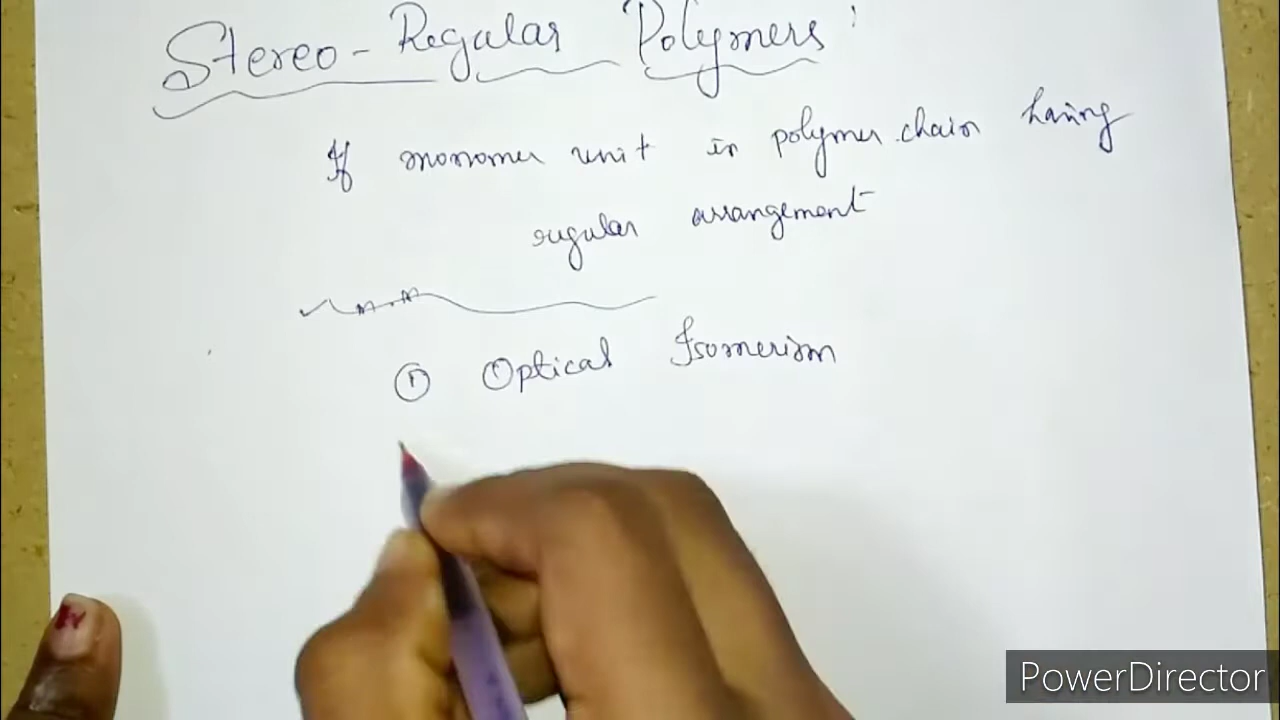 Stereo-Regular Polymers:
If monomer unit in polymer chain having
regular arrangement
① Optical Isomerism
PowerDirector